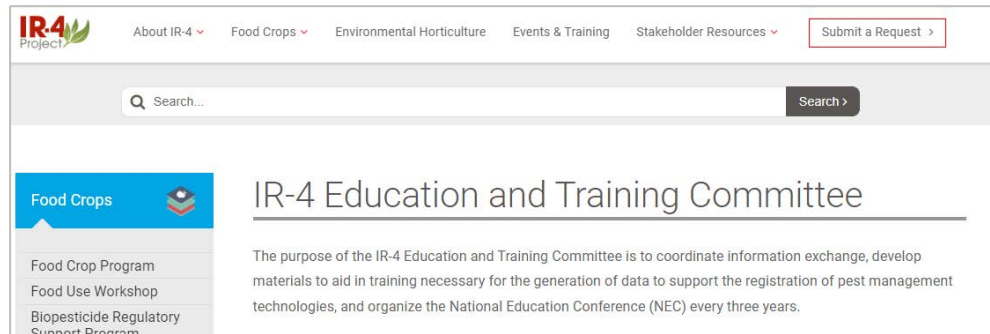 IR-4
Project
About IR-4
Food Crops
Environmental Horticulture
Events & Training
Stakeholder Resources
Submit a Request >
Search...
Search >
Food Crops
IR-4 Education and Training Committee
The purpose of the IR-4 Education and Training Committee is to coordinate information exchange, develop
materials to aid in training necessary for the generation of data to support the registration of pest management
technologies, and organize the National Education Conference (NEC) every three years.
Food Crop Program
Food Use Workshop
Biopesticide Regulatory
Support Program